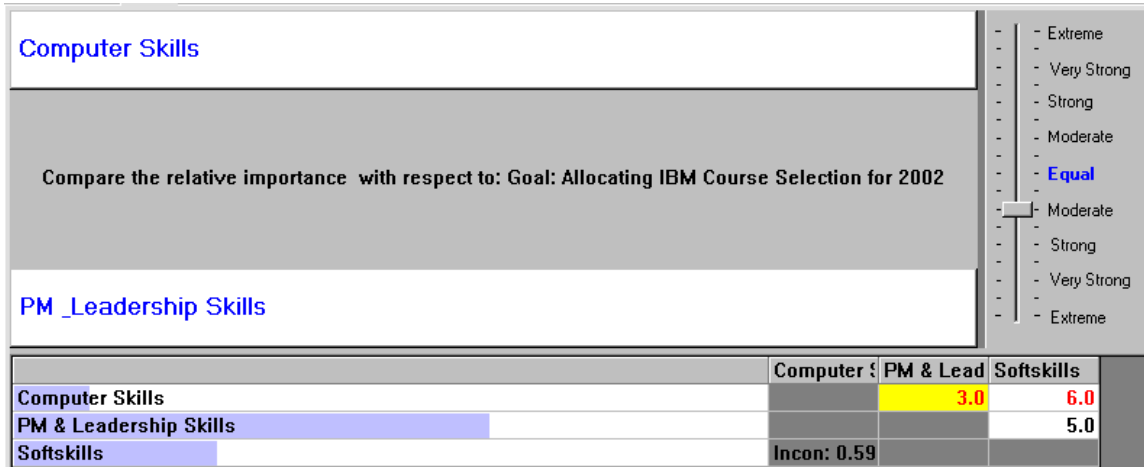 Computer Skills
Compare the relative importance with respect to: Goal: Allocating IBM Course Selection for 2002
PM _Leadership Skills
Extreme
Very Strong
Strong
Moderate
Equal
Moderate
Strong
Very Strong
Extreme
Computer S PM & Lead Softskills
Computer Skills 3.0 6.0
PM & Leadership Skills 5.0
Softskills Incon: 0.59